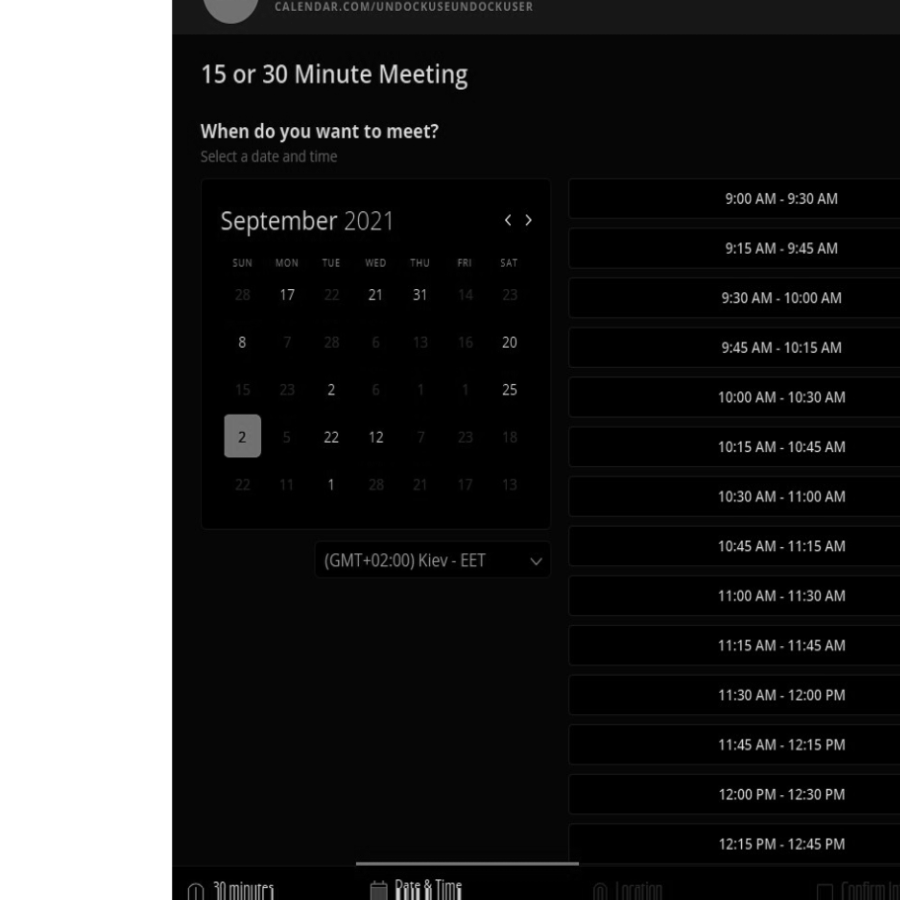 CALENDAR.COM/UNDOCKUSEUNDOCKUSER
15 or 30 Minute Meeting
When do you want to meet?
Select a date and time
September 2021
SUN MON TUE WED THU FRI SAT
28 17 22 21 31 14 23
8 7 28 6 13 16 20
15 23 2 6 1 1 25
2 5 22 12 7 23 18
22 11 1 28 21 17 13
(GMT+02:00) Kiev - EET
9:00 AM - 9:30 AM
9:15 AM - 9:45 AM
9:30 AM - 10:00 AM
9:45 AM - 10:15 AM
10:00 AM - 10:30 AM
10:15 AM - 10:45 AM
10:30 AM - 11:00 AM
10:45 AM - 11:15 AM
11:00 AM - 11:30 AM
11:15 AM - 11:45 AM
11:30 AM - 12:00 PM
11:45 AM - 12:15 PM
12:00 PM - 12:30 PM
12:15 PM - 12:45 PM
30 minutes
Date & Time
Location
Confirm